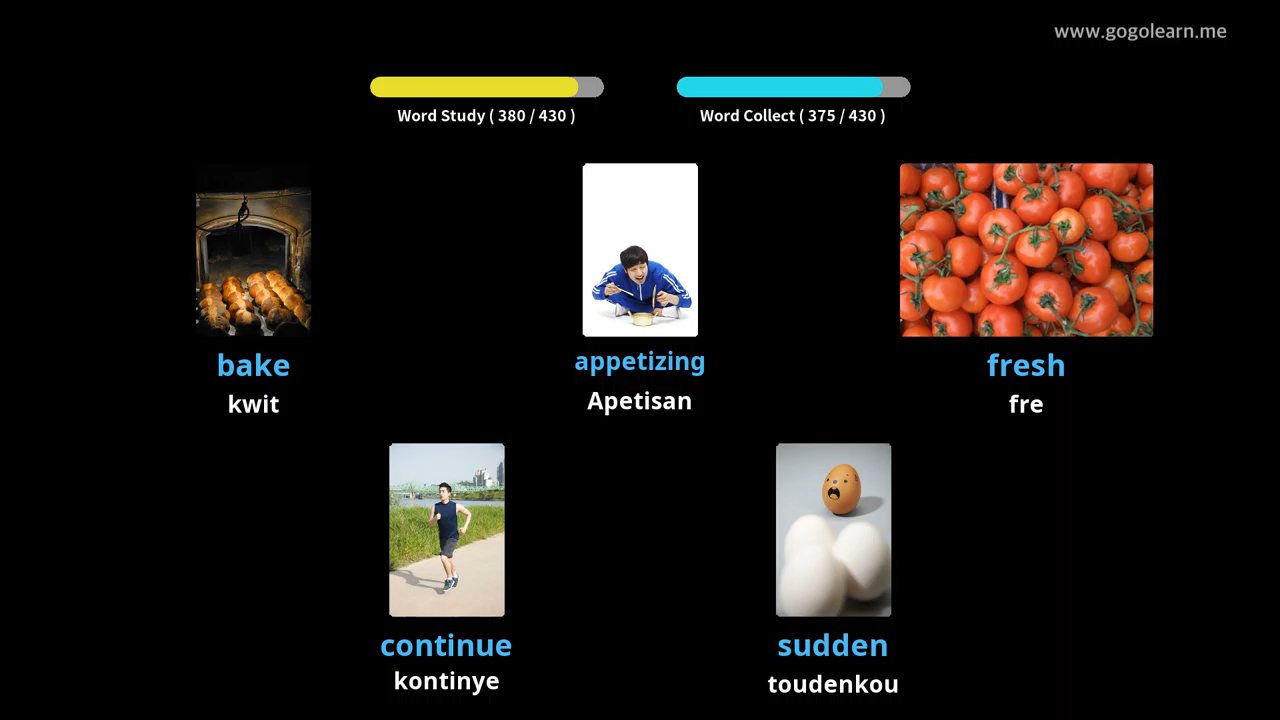 www.gogolearn.me
Word Study ( 380 / 430 )
Word Collect ( 375 / 430 )
bake
kwit
appetizing
Apetisan
fresh
fre
continue
kontinye
sudden
toudenkou